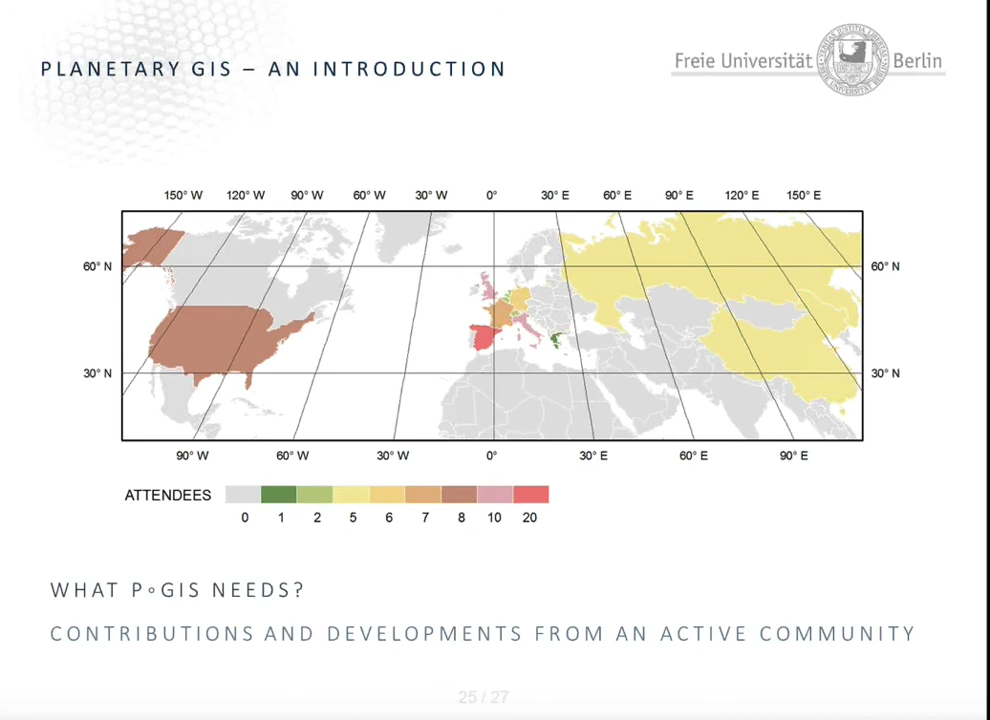 PLANETARY GIS – AN INTRODUCTION
Freie Universität Berlin
150° W 120° W 90° W 60° W 30° W 0° 30° E 60° E 90° E 120° E 150° E
60° N 60° N
30° N 30° N
90° W 60° W 30° W 0° 30° E 60° E 90° E
ATTENDEES
0 1 2 5 6 7 8 10 20
WHAT P∘GIS NEEDS?
CONTRIBUTIONS AND DEVELOPMENTS FROM AN ACTIVE COMMUNITY
25 / 27